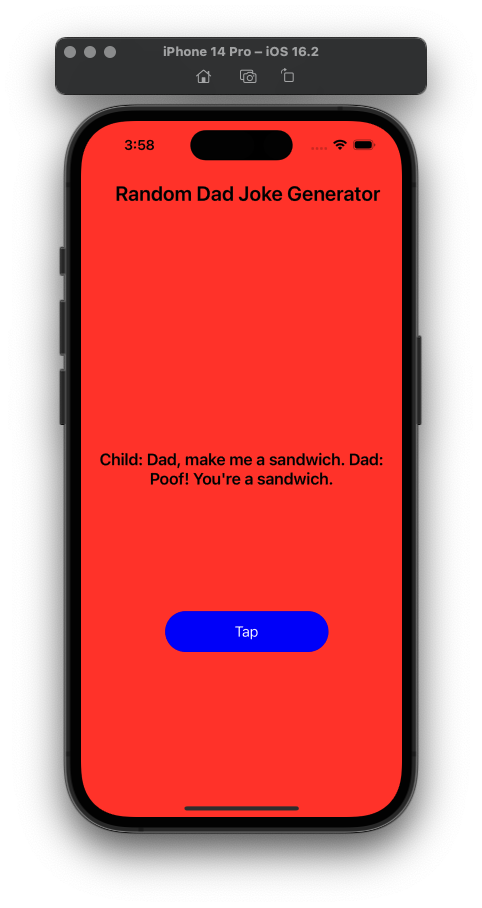 iPhone 14 Pro – iOS 16.2
3:58
Random Dad Joke Generator
Child: Dad, make me a sandwich. Dad:
Poof! You're a sandwich.
Tap